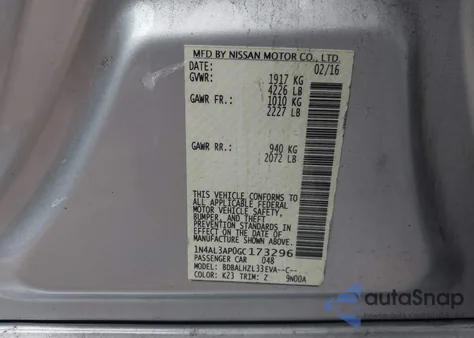 MFD BY NISSAN MOTOR CO., LTD.
DATE: 02/16
GVWR: 1917 KG
4226 LB
GAWR FR.: 1010 KG
2227 LB
GAWR RR.: 940 KG
2072 LB
THIS VEHICLE CONFORMS TO
ALL APPLICABLE FEDERAL
MOTOR VEHICLE SAFETY,
BUMPER, AND THEFT
PREVENTION STANDARDS IN
EFFECT ON THE DATE OF
MANUFACTURE SHOWN ABOVE.
1N4AL3AP0GC173296
PASSENGER CAR 048
MODEL: BDBALHZL33EVA--C--
COLOR: K23 TRIM: Z 9N00A
autoSnap